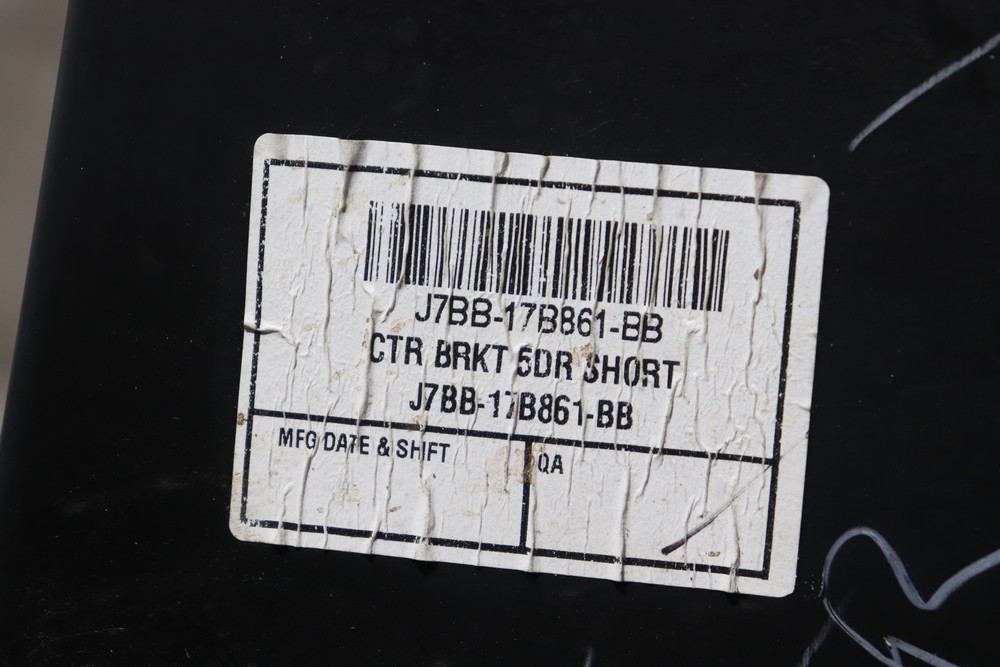 J7BB-17B861-BB
CTR BRKT 5DR SHORT
J7BB-17B861-BB
MFG DATE & SHIFT
QA